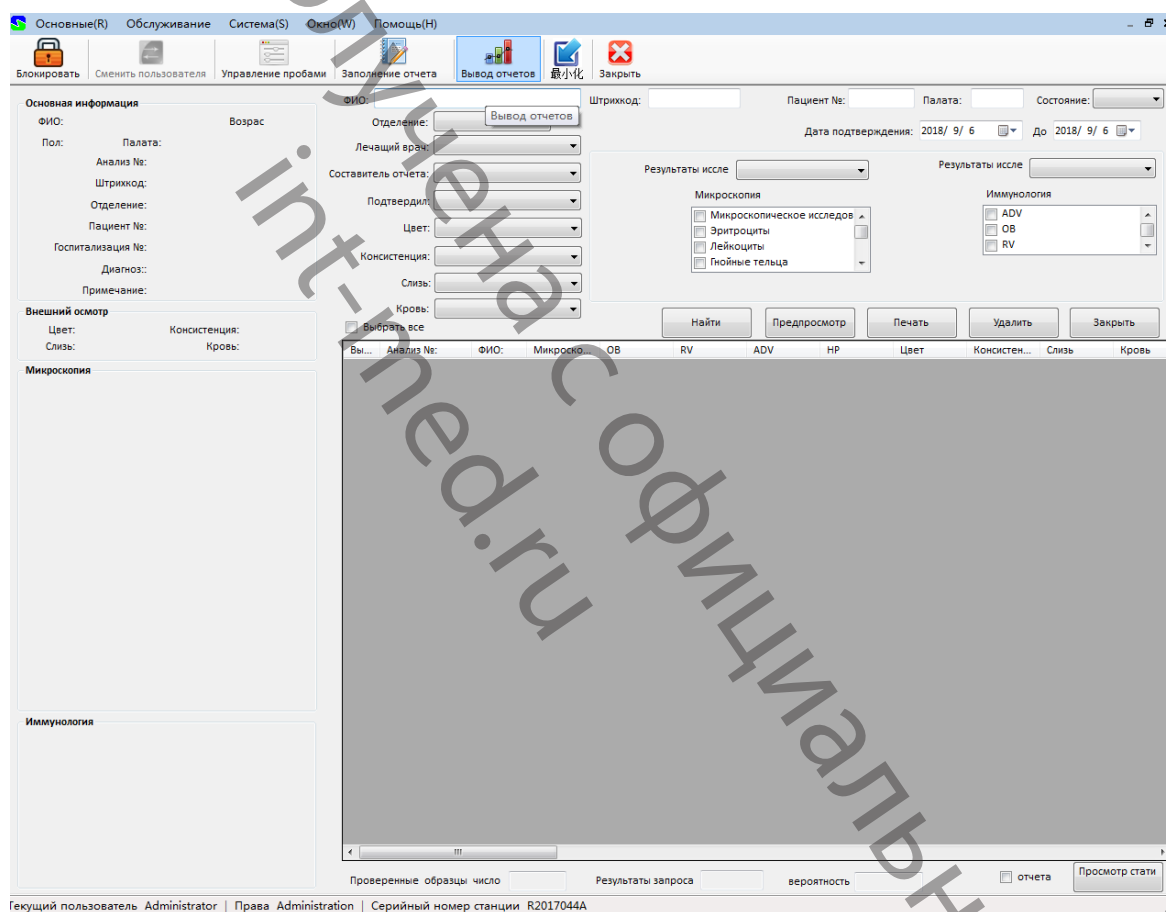 Основные(R) Обслуживание Система(S) Окно(W) Помощь(H)
Блокировать Сменить пользователя Управление пробами Заполнение отчета Вывод отчетов 最小化 Закрыть
Основная информация
ФИО: Возрас
Пол: Палата:
Анализ №:
Штрихкод:
Отделение:
Пациент №:
Госпитализация №:
Диагноз::
Примечание:
Внешний осмотр
Цвет: Консистенция:
Слизь: Кровь:
Микроскопия
Иммунология
ФИО: Штрихкод: Пациент №: Палата: Состояние:
Вывод отчетов
Отделение: Дата подтверждения: 2018/ 9/ 6 До 2018/ 9/ 6
Лечащий врач:
Составитель отчета:
Подтвердил:
Цвет:
Консистенция:
Слизь:
Кровь:
Результаты иссле Результаты иссле
Микроскопия Иммунология
Микроскопическое исследов
Эритроциты
Лейкоциты
Гнойные тельца
ADV
OB
RV
Выбрать все
Найти Предпросмотр Печать Удалить Закрыть
Вы... Анализ №: ФИО: Микроско... OB RV ADV HP Цвет Консистен... Слизь Кровь
Проверенные образцы число Результаты запроса вероятность отчета Просмотр стати
Текущий пользователь Administrator | Права Administration | Серийный номер станции R2017044A
получена с официальн
int-med.ru